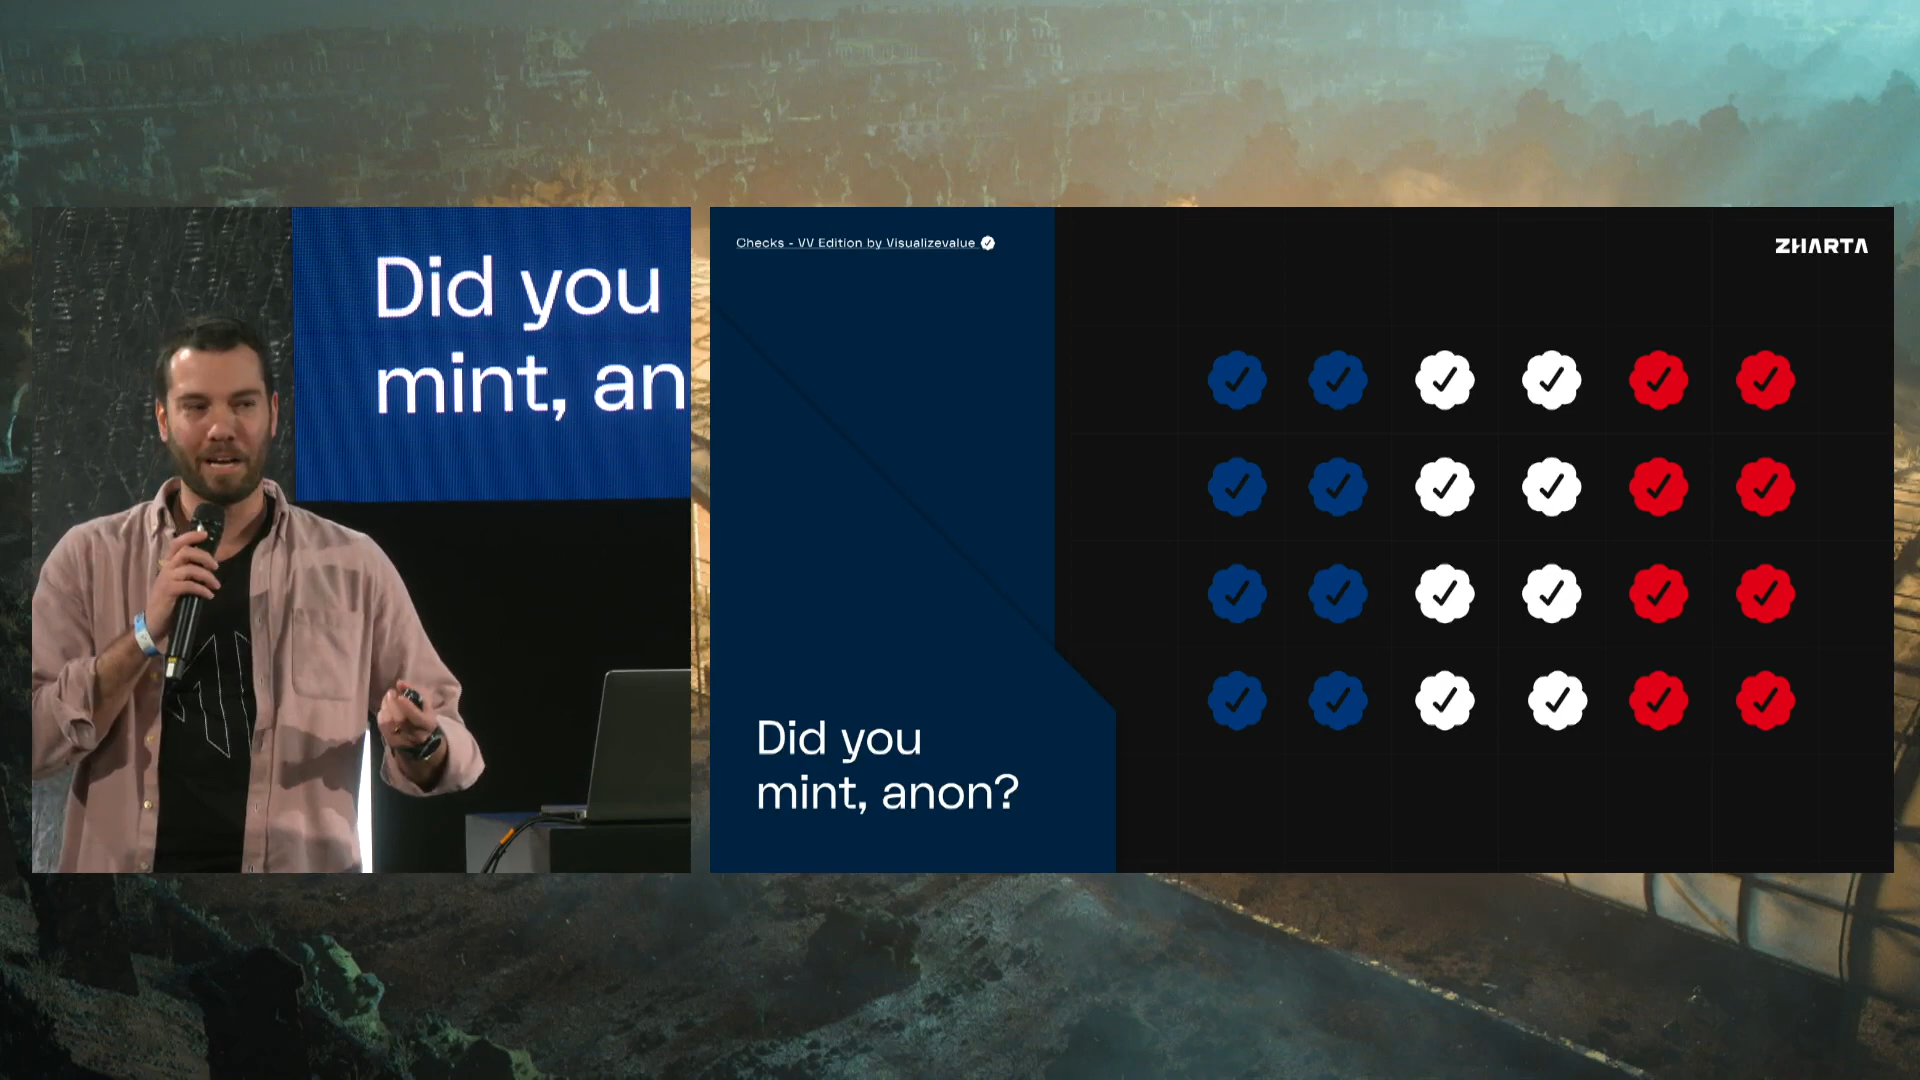 Did you
mint, an
Checks - VV Edition by Visualizevalue
ZHARTA
Did you
mint, anon?